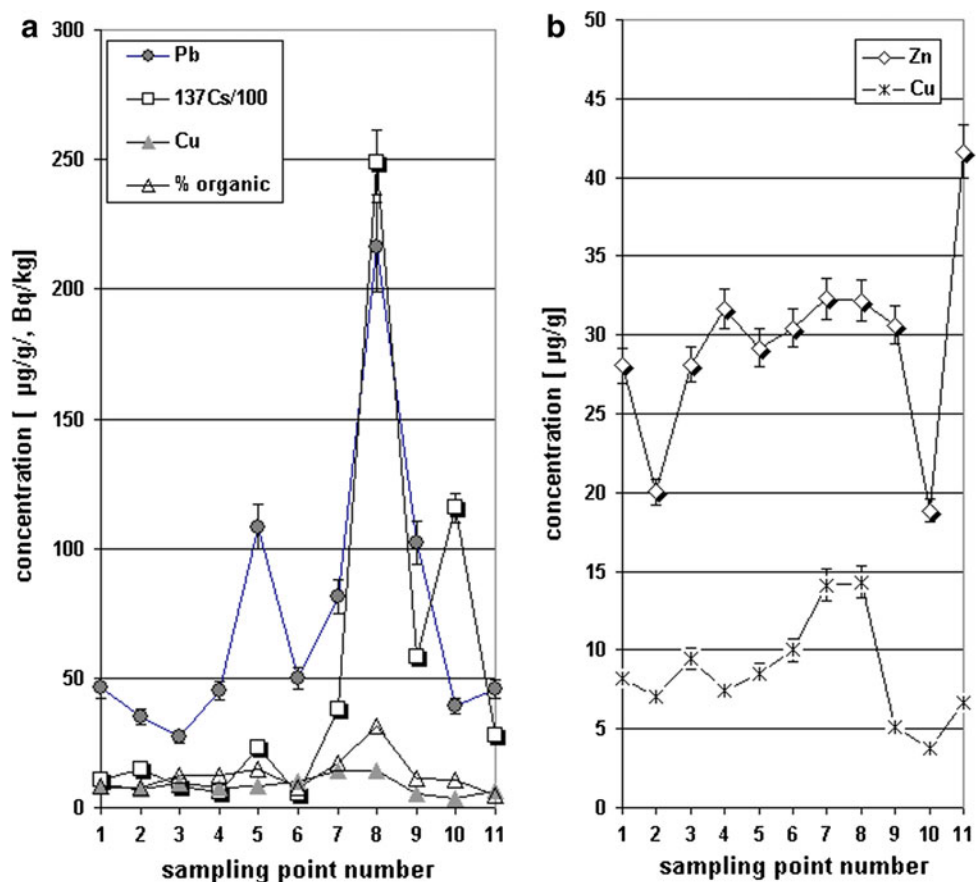 a
300
250
200
150
100
50
0
concentration [ µg/g/, Bq/kg]
Pb
137Cs/100
Cu
% organic
1 2 3 4 5 6 7 8 9 10 11
sampling point number
b
50
45
40
35
30
25
20
15
10
5
0
concentration [ µg/g]
Zn
Cu
1 2 3 4 5 6 7 8 9 10 11
sampling point number